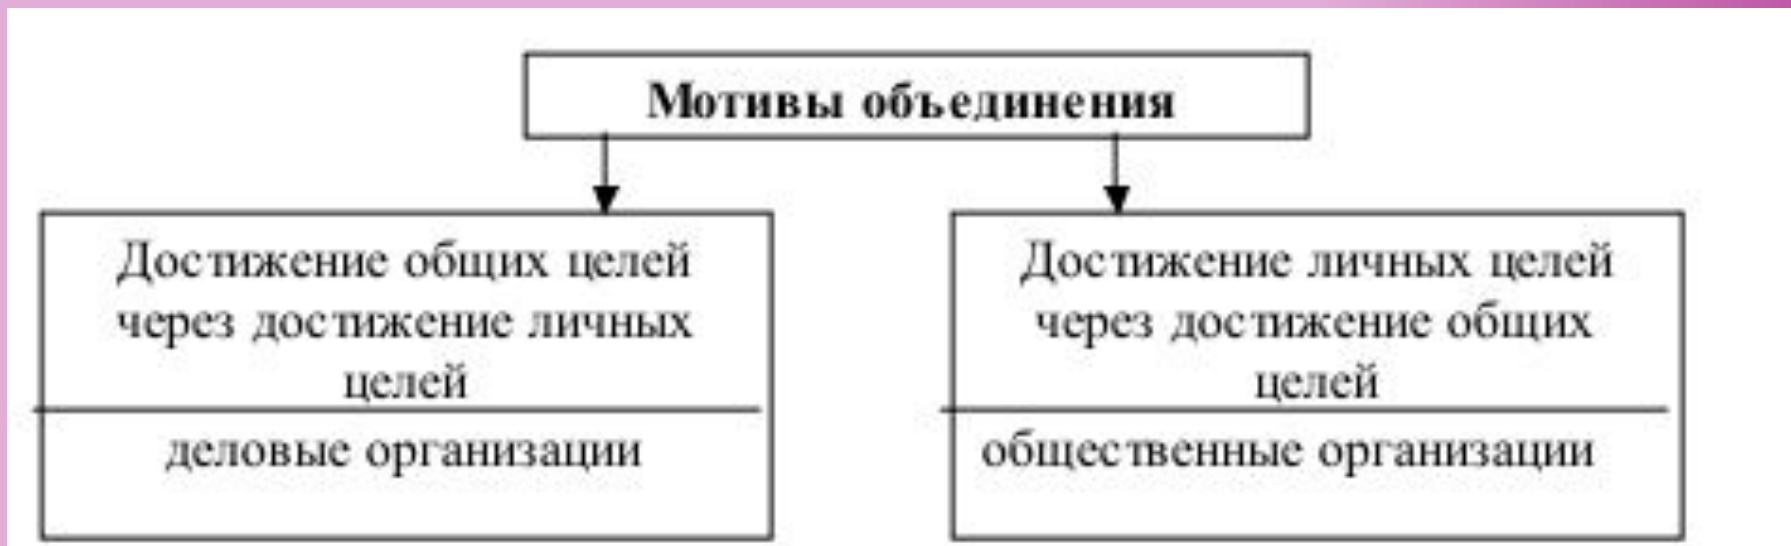 Мотивы объединения
Достижение общих целей
через достижение личных
целей
деловые организации
Достижение личных целей
через достижение общих
целей
общественные организации